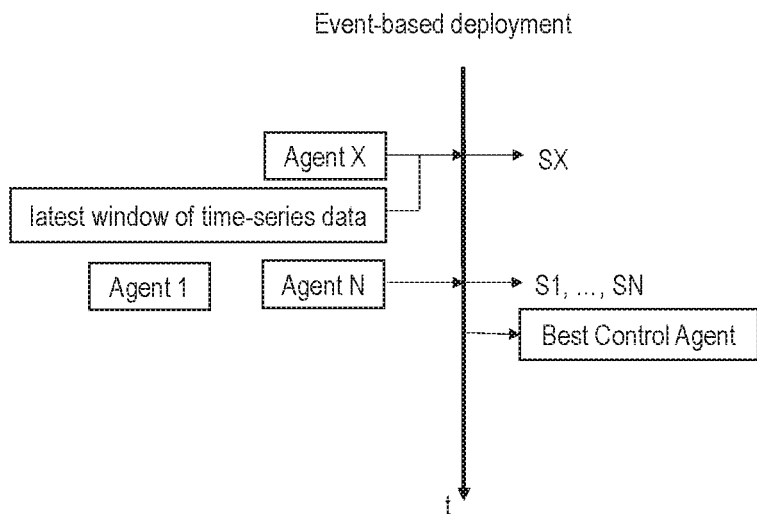 Event-based deployment
Agent X
SX
latest window of time-series data
Agent 1
Agent N
S1, ..., SN
Best Control Agent
t